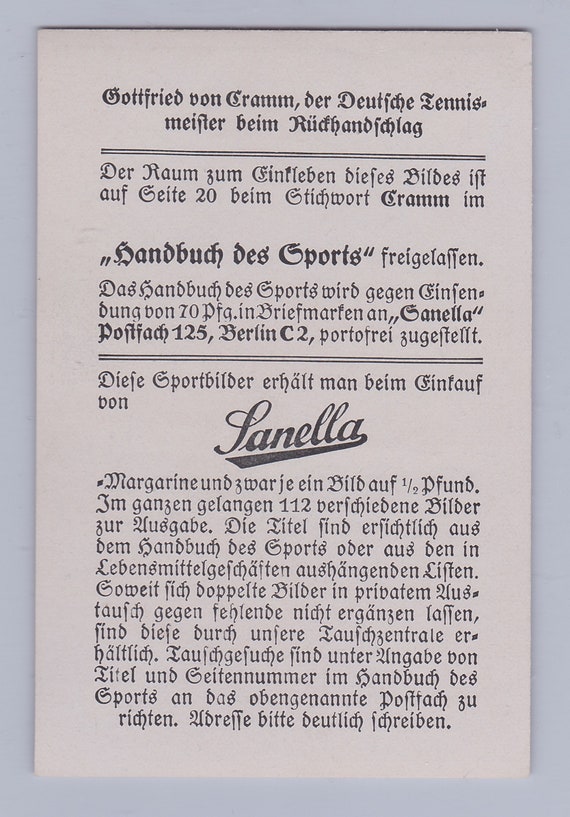 Gottfried von Cramm, der Deutsche Tennis-
meister beim Rückhandschlag
Der Raum zum Einkleben dieses Bildes ist
auf Seite 20 beim Stichwort Cramm im
„Handbuch des Sports“ freigelassen.
Das Handbuch des Sports wird gegen Einsen-
dung von 70 Pfg. in Briefmarken an „Sanella“
Postfach 125, Berlin C 2, portofrei zugestellt.
Diese Sportbilder erhält man beim Einkauf
von
Sanella
-Margarine und zwar je ein Bild auf 1/2 Pfund.
Im ganzen gelangen 112 verschiedene Bilder
zur Ausgabe. Die Titel sind ersichtlich aus
dem Handbuch des Sports oder aus den in
Lebensmittelgeschäften aushängenden Listen.
Soweit sich doppelte Bilder in privatem Aus-
tausch gegen fehlende nicht ergänzen lassen,
sind diese durch unsere Tauschzentrale er-
hältlich. Tauschgesuche sind unter Angabe von
Titel und Seitennummer im Handbuch des
Sports an das obengenannte Postfach zu
richten. Adresse bitte deutlich schreiben.